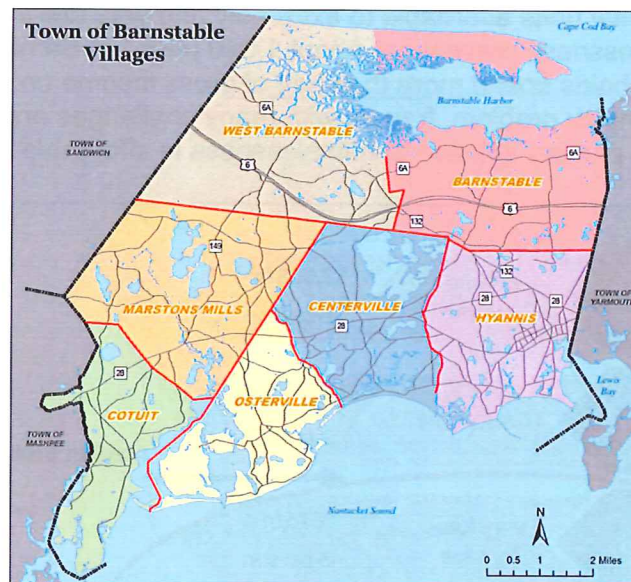 Town of Barnstable
Villages
Cape Cod Bay
Barnstable Harbor
6A
WEST BARNSTABLE
TOWN OF
SANDWICH
6
6A
6A
BARNSTABLE
6
132
149
132
TOWN OF
YARMOUTH
MARSTONS MILLS
CENTERVILLE
28
28
HYANNIS
28
28
COTUIT
OSTERVILLE
Lewis
Bay
TOWN OF
MASHPEE
Nantucket Sound
N
0 0.5 1 2 Miles